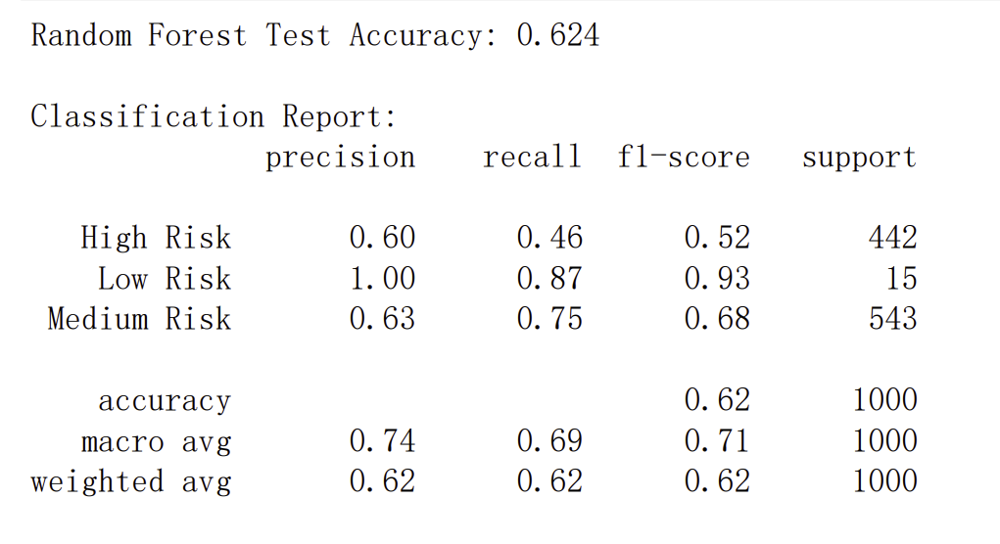 Random Forest Test Accuracy: 0.624
Classification Report:
precision recall f1-score support
High Risk 0.60 0.46 0.52 442
Low Risk 1.00 0.87 0.93 15
Medium Risk 0.63 0.75 0.68 543
accuracy 0.62 1000
macro avg 0.74 0.69 0.71 1000
weighted avg 0.62 0.62 0.62 1000